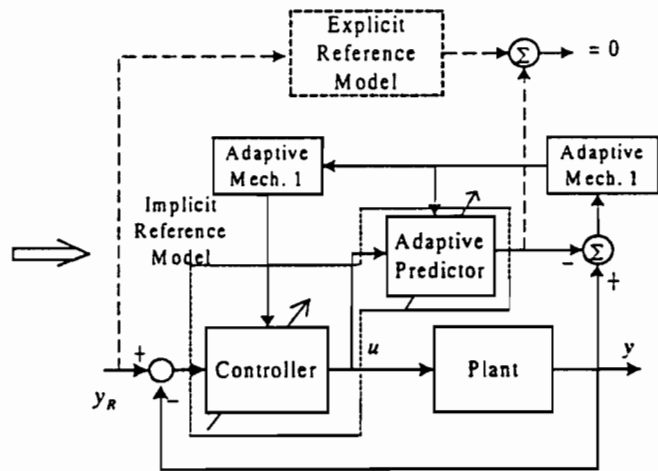 Explicit
Reference
Model
Σ
= 0
Adaptive
Mech. 1
Adaptive
Mech. 1
Implicit
Reference
Model
Adaptive
Predictor
-
Σ
+
+
Controller
u
Plant
y
y_R
-